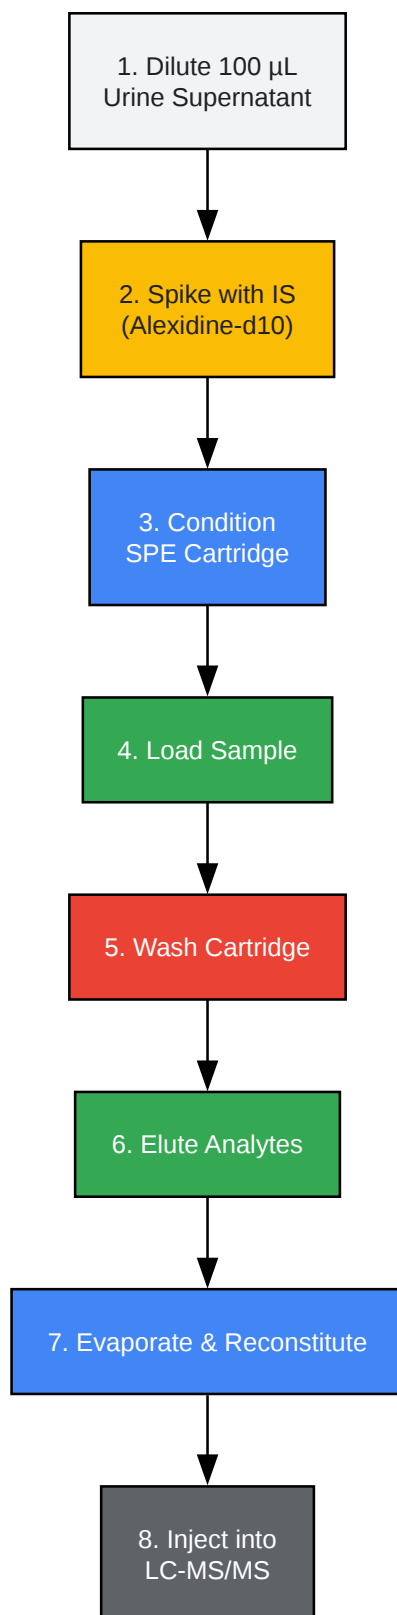 1. Dilute 100 µL
Urine Supernatant
2. Spike with IS
(Alexidine-d10)
3. Condition
SPE Cartridge
4. Load Sample
5. Wash Cartridge
6. Elute Analytes
7. Evaporate & Reconstitute
8. Inject into
LC-MS/MS